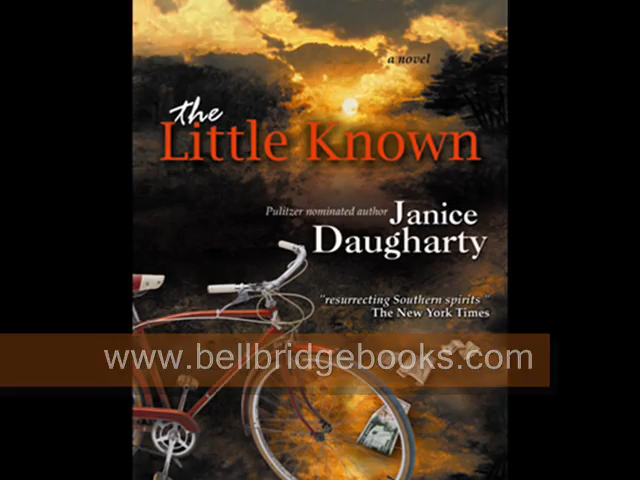 a novel
the
Little Known
Pulitzer nominated author Janice
Daugharty
"resurrecting Southern spirits"
The New York Times
www.bellbridgebooks.com